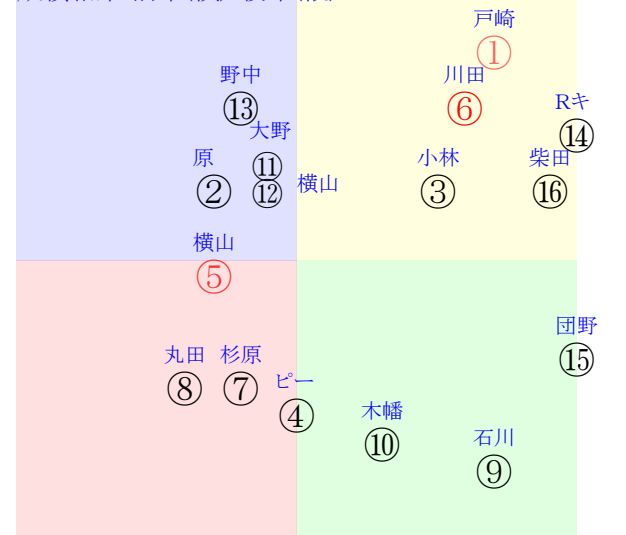 戸崎
①
野中
川田
⑬
⑥
Rキ
大野
⑭
原
⑪
小林
柴田
②
⑫
横山
③
⑯
横山
⑤
団野
⑮
丸田
杉原
⑧
⑦
ピー
④
木幡
⑩
石川
⑨